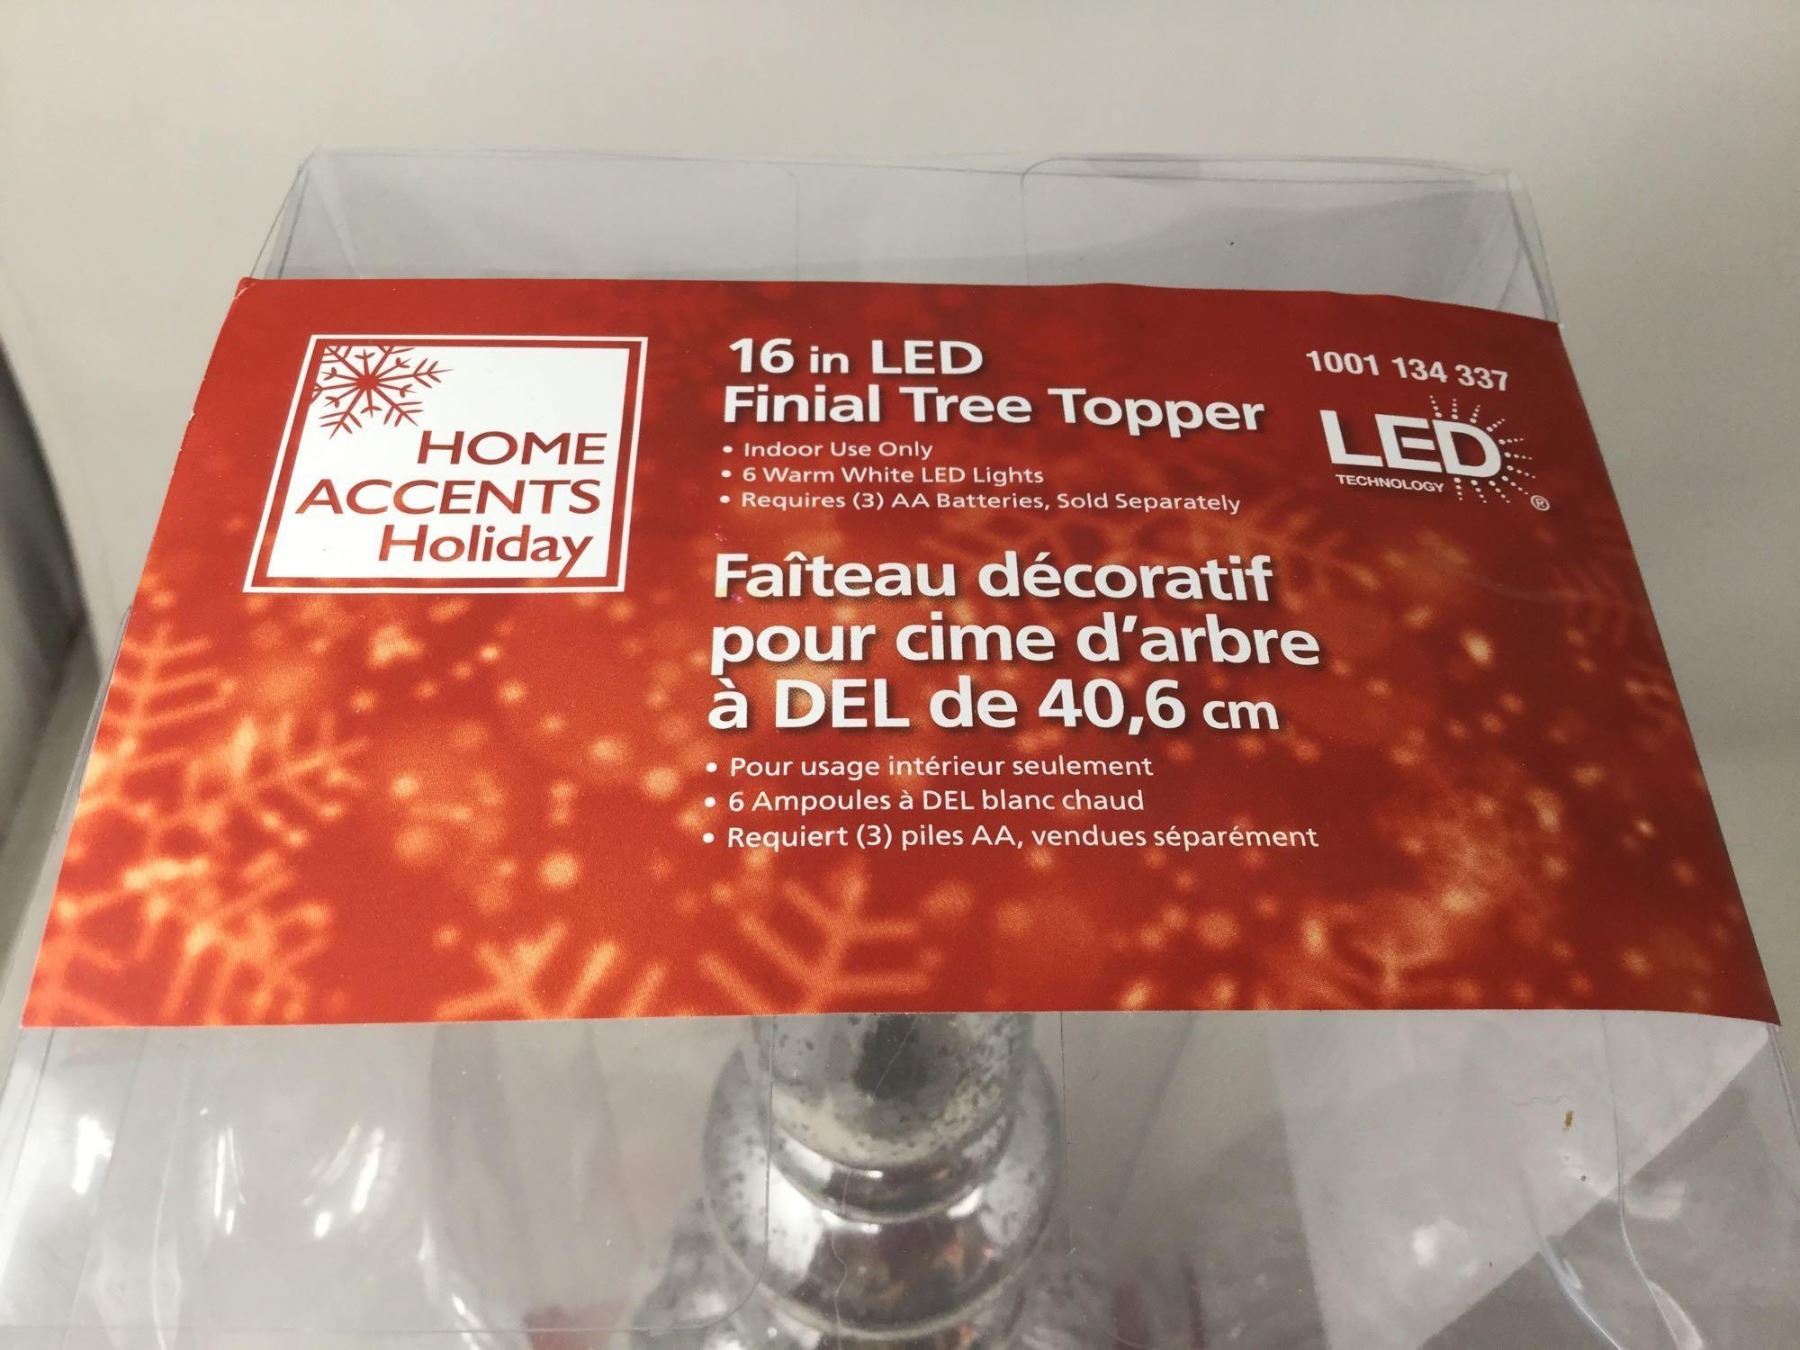 HOME
ACCENTS
Holiday
16 in LED
Finial Tree Topper
• Indoor Use Only
• 6 Warm White LED Lights
• Requires (3) AA Batteries, Sold Separately
1001 134 337
LED
TECHNOLOGY ®
Faîteau décoratif
pour cime d'arbre
à DEL de 40,6 cm
• Pour usage intérieur seulement
• 6 Ampoules à DEL blanc chaud
• Requiert (3) piles AA, vendues séparément